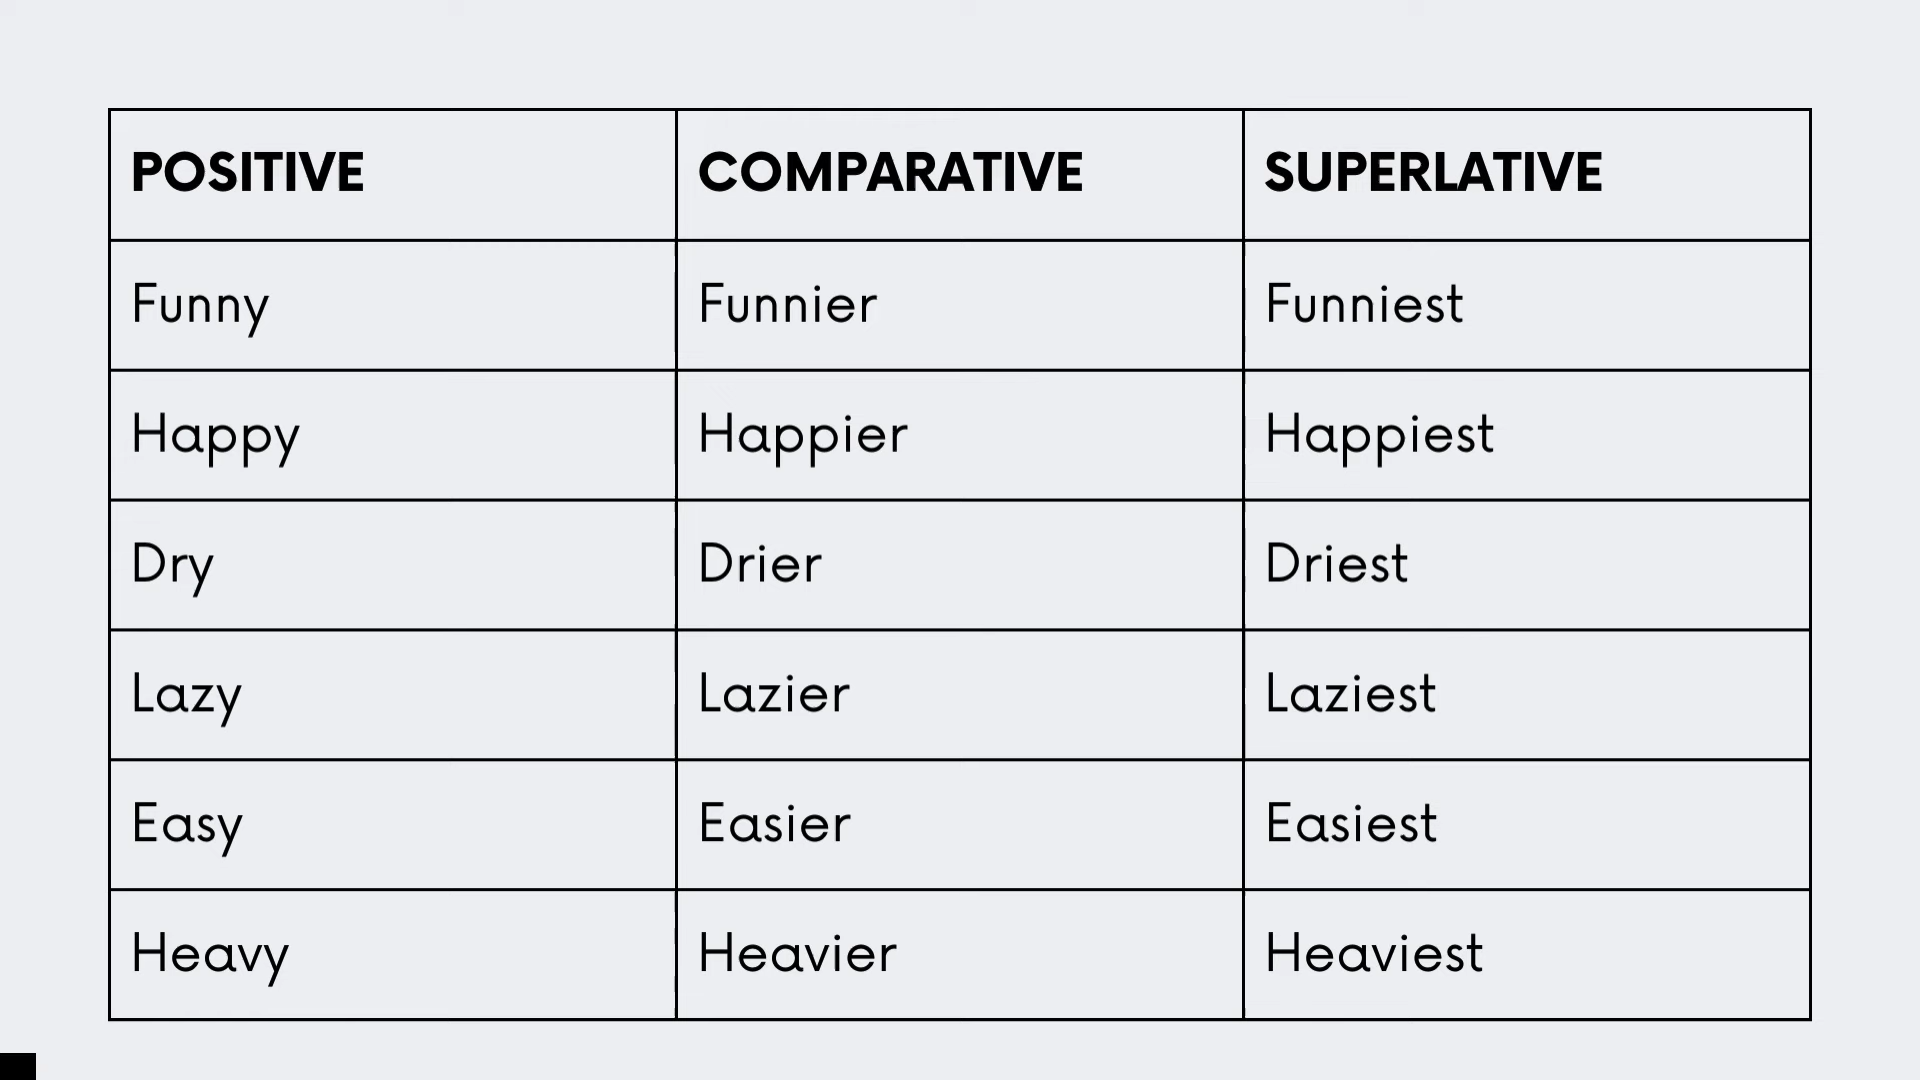 POSITIVE COMPARATIVE SUPERLATIVE
Funny Funnier Funniest
Happy Happier Happiest
Dry Drier Driest
Lazy Lazier Laziest
Easy Easier Easiest
Heavy Heavier Heaviest